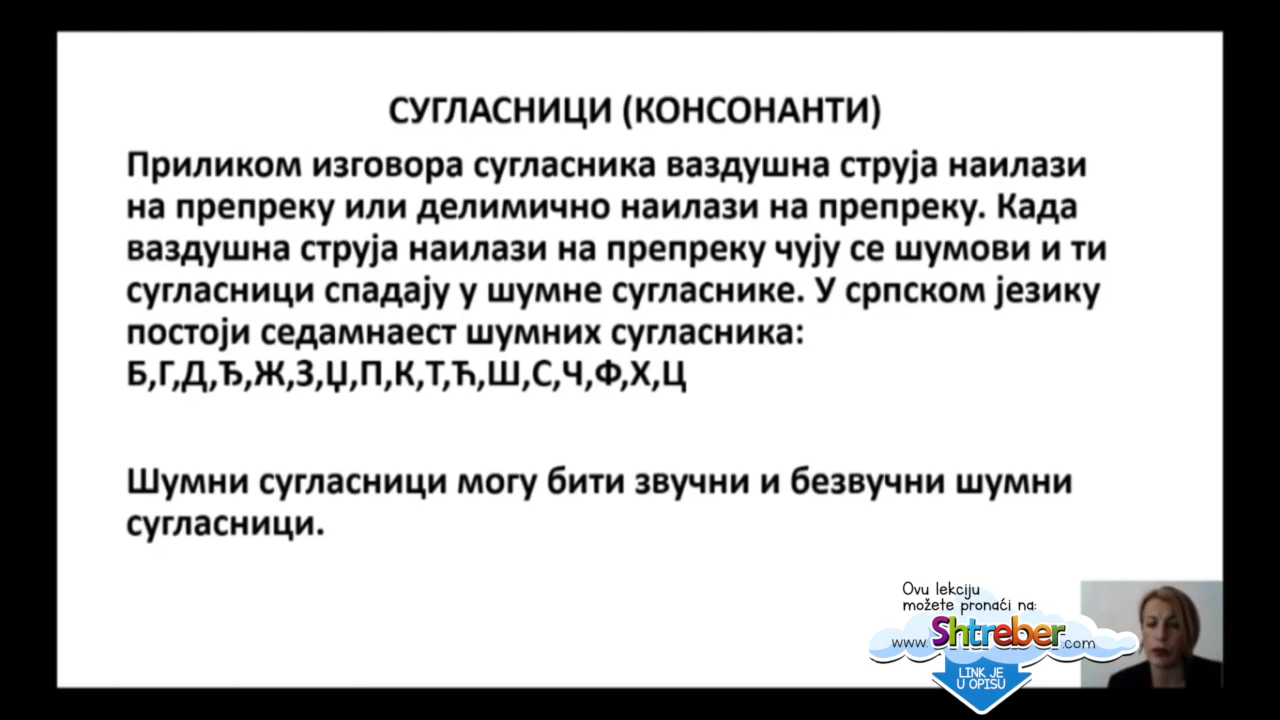 СУГЛАСНИЦИ (КОНСОНАНТИ)
Приликом изговора сугласника ваздушна струја наилази
на препреку или делимично наилази на препреку. Када
ваздушна струја наилази на препреку чују се шумови и ти
сугласници спадају у шумне сугласнике. У српском језику
постоји седамнаест шумних сугласника:
Б,Г,Д,Ђ,Ж,З,Џ,П,К,Т,Ћ,Ш,С,Ч,Ф,Х,Ц
Шумни сугласници могу бити звучни и безвучни шумни
сугласници.
Ovu lekciju
možete pronaći na:
www.Shtreber.com
LINK JE
U OPISU